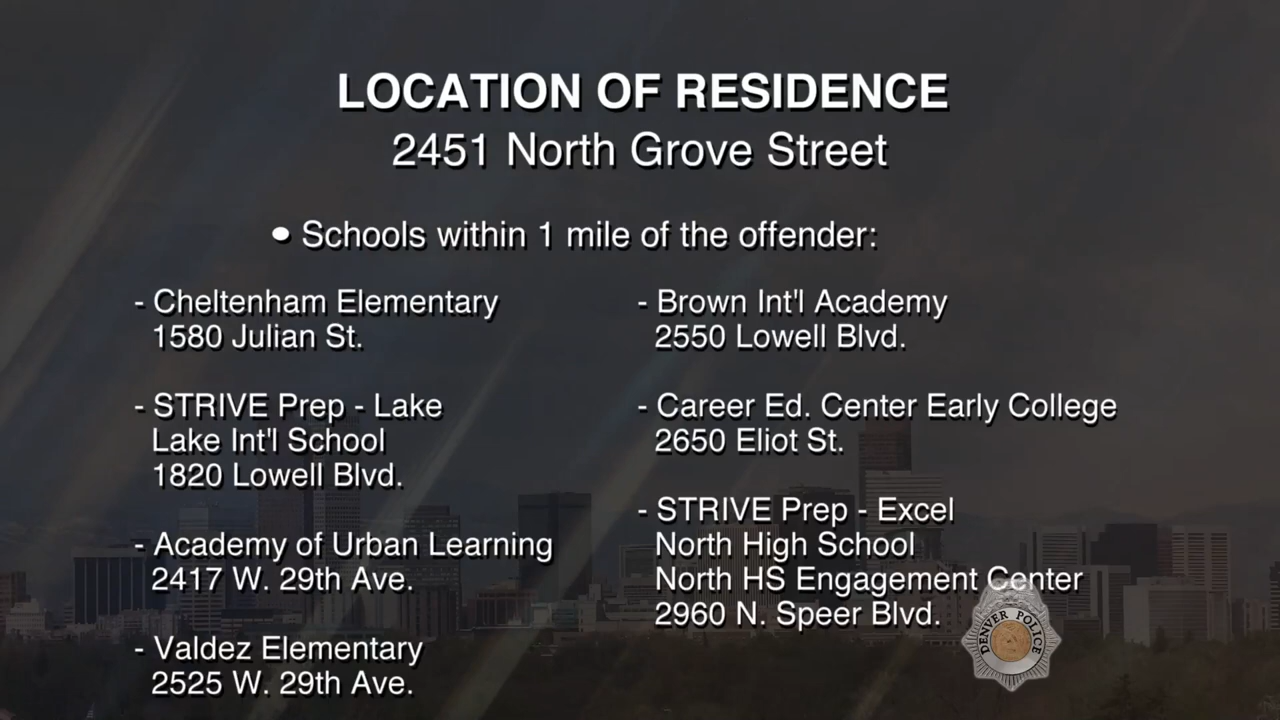 LOCATION OF RESIDENCE
2451 North Grove Street
• Schools within 1 mile of the offender:
- Cheltenham Elementary
1580 Julian St.
- STRIVE Prep - Lake
Lake Int'l School
1820 Lowell Blvd.
- Academy of Urban Learning
2417 W. 29th Ave.
- Valdez Elementary
2525 W. 29th Ave.
- Brown Int'l Academy
2550 Lowell Blvd.
- Career Ed. Center Early College
2650 Eliot St.
- STRIVE Prep - Excel
North High School
North HS Engagement Center
2960 N. Speer Blvd.
DENVER POLICE